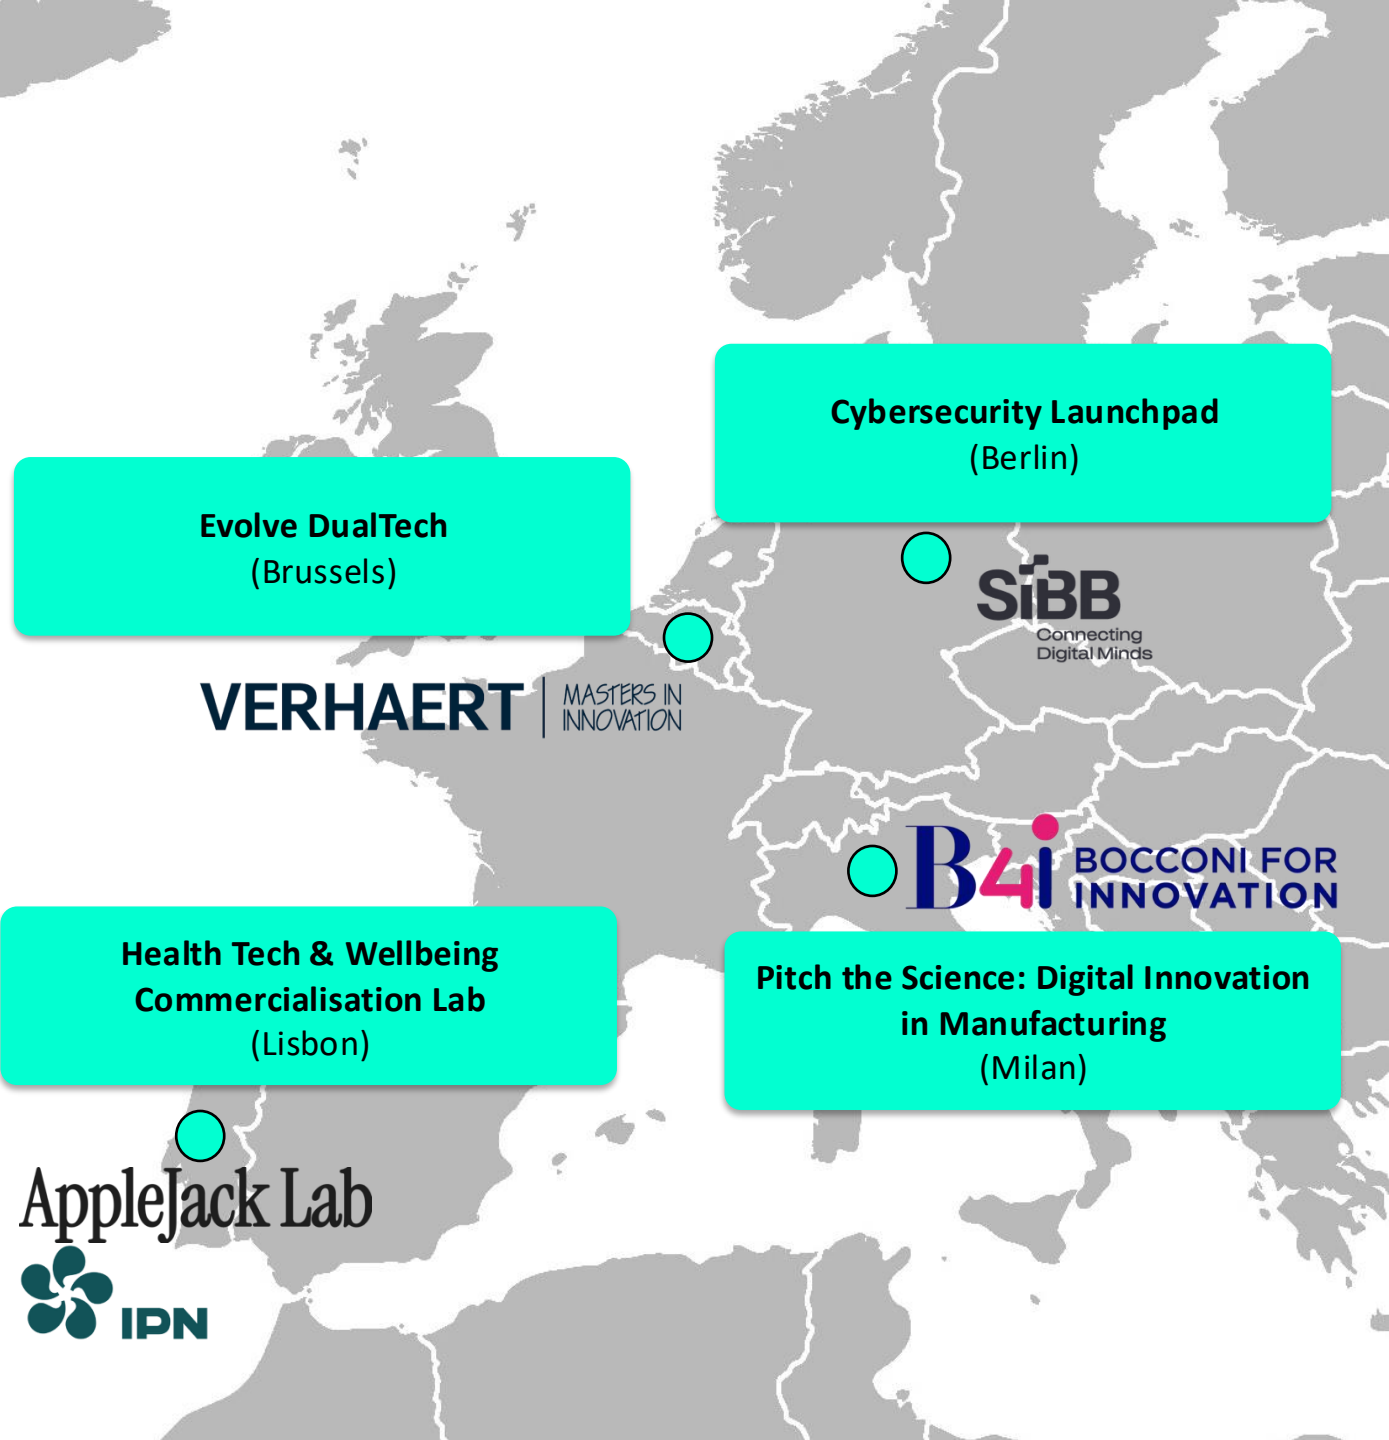 Cybersecurity Launchpad
(Berlin)
SiBB
Connecting
Digital Minds
Evolve DualTech
(Brussels)
VERHAERT
MASTERS IN
INNOVATION
B4i
BOCCONI FOR
INNOVATION
Pitch the Science: Digital Innovation
in Manufacturing
(Milan)
Health Tech & Wellbeing
Commercialisation Lab
(Lisbon)
AppleJack Lab
IPN